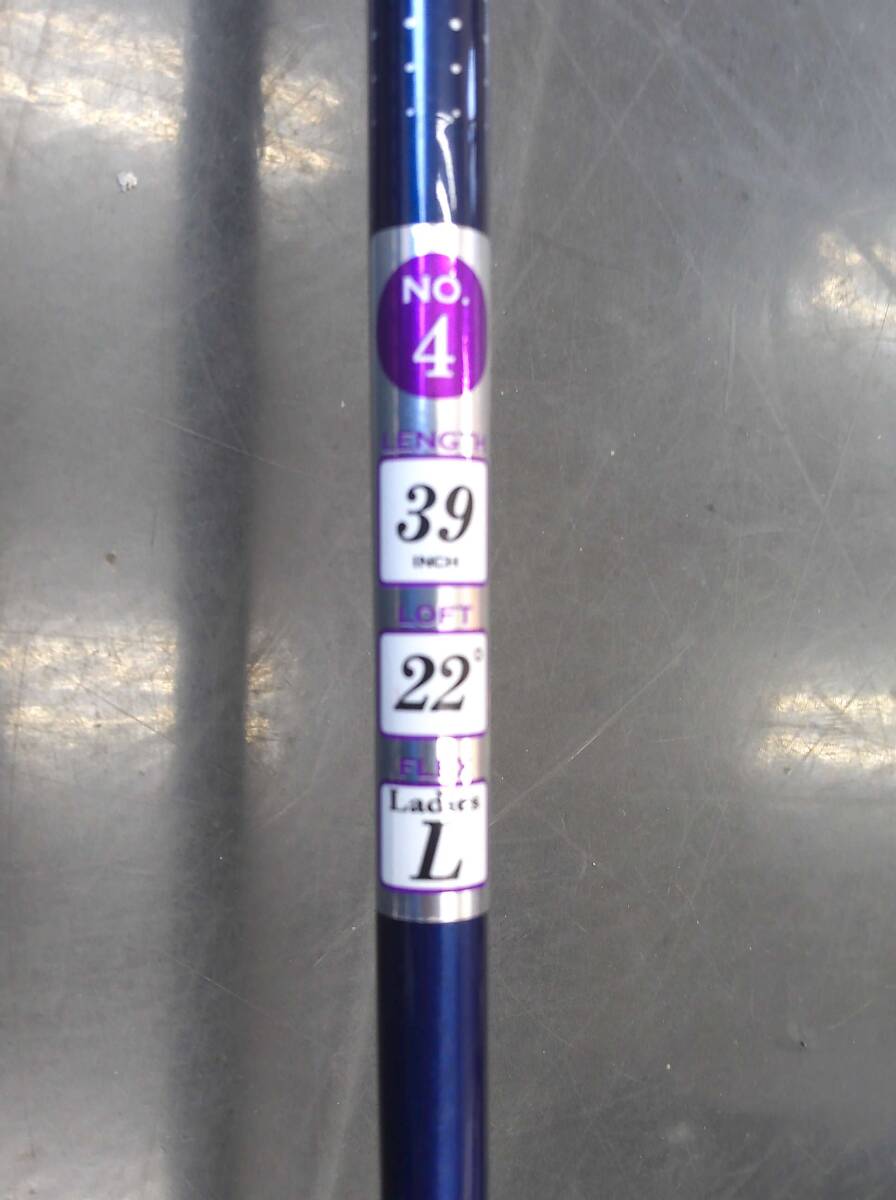 NO.
4
LENGTH
39
INCH
LOFT
22°
FLEX
Ladies
L